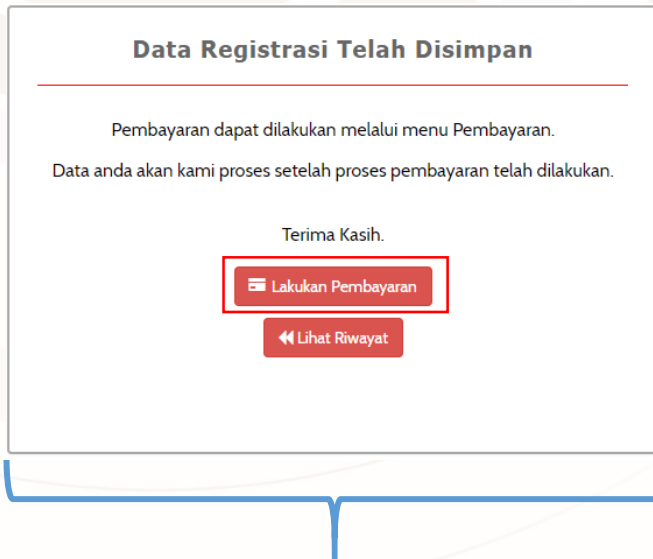 Data Registrasi Telah Disimpan
Pembayaran dapat dilakukan melalui menu Pembayaran.
Data anda akan kami proses setelah proses pembayaran telah dilakukan.
Terima Kasih.
Lakukan Pembayaran
Lihat Riwayat